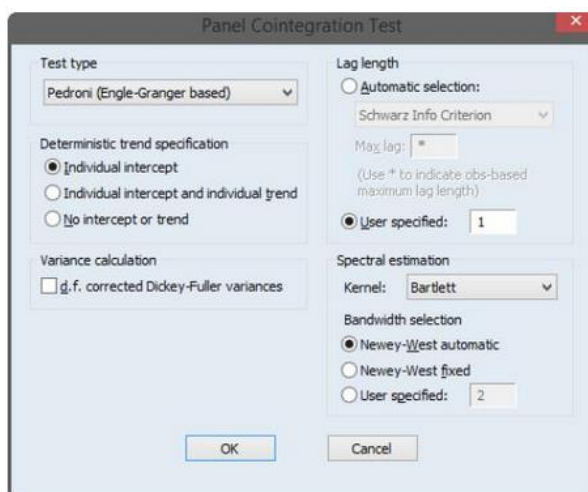 Panel Cointegration Test
Test type
Pedroni (Engle-Granger based)
Deterministic trend specification
Individual intercept
Individual intercept and individual trend
No intercept or trend
Variance calculation
d.f. corrected Dickey-Fuller variances
Lag length
Automatic selection:
Schwarz Info Criterion
Max lag: *
(Use * to indicate obs-based
maximum lag length)
User specified: 1
Spectral estimation
Kernel: Bartlett
Bandwidth selection
Newey-West automatic
Newey-West fixed
User specified: 2
OK
Cancel